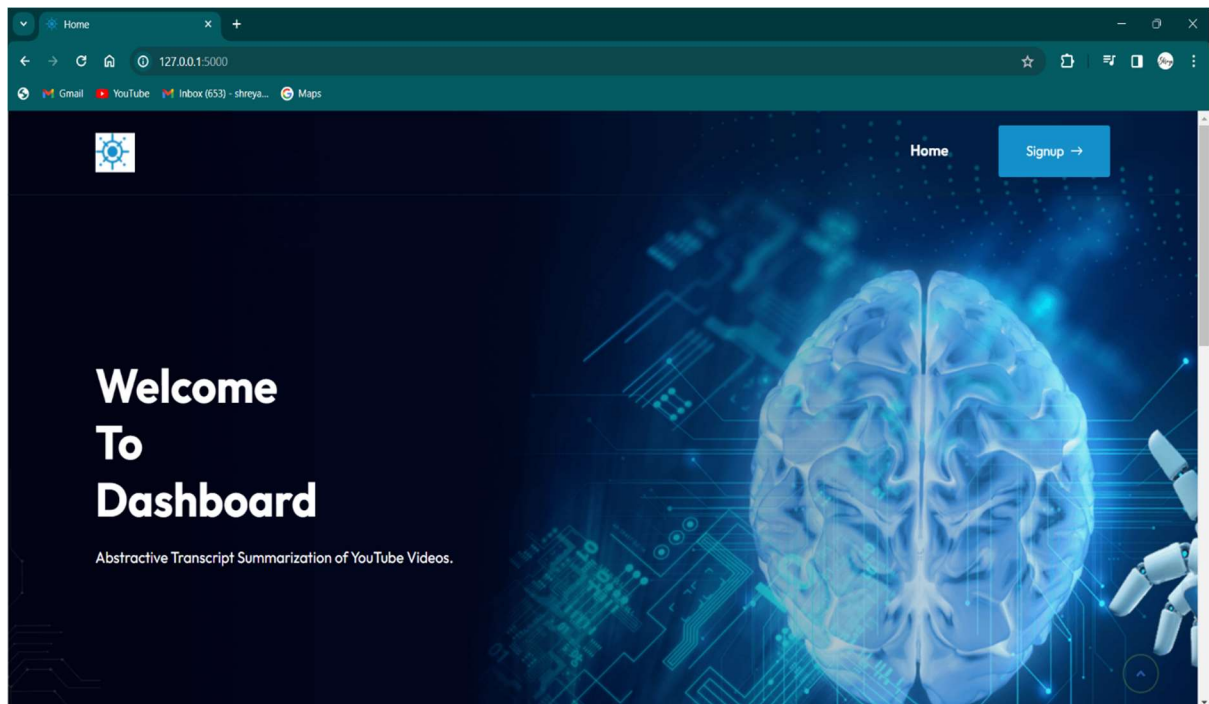 Home
127.0.0.1:5000
Gmail YouTube Inbox (653) - shreya... Maps
Home Signup →
Welcome
To
Dashboard
Abstractive Transcript Summarization of YouTube Videos.